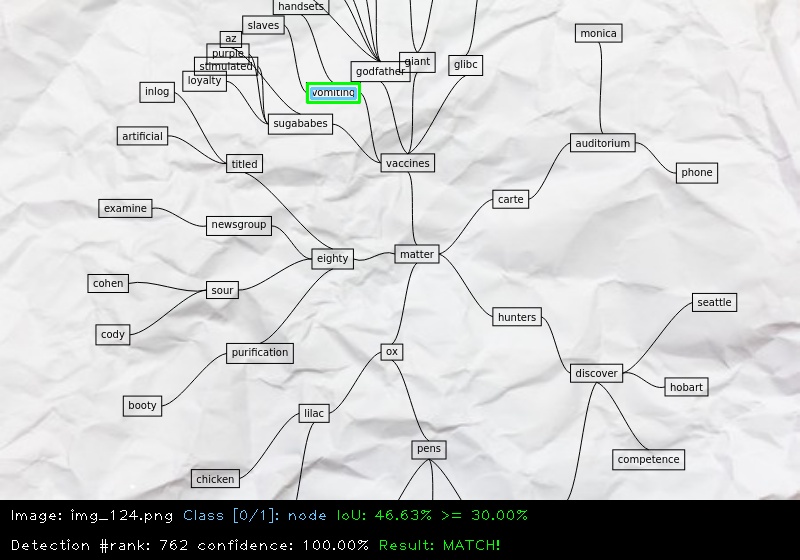 handsets
slaves
monica
az
purple
giant
stimulated
glibc
godfather
loyalty
inlog
vomiting
sugababes
artificial
auditorium
titled
vaccines
phone
carte
examine
newsgroup
matter
eighty
cohen
sour
seattle
hunters
cody
purification
ox
discover
hobart
booty
lilac
pens
competence
chicken
Image: img_124.png Class [0/1]: node IoU: 46.63% >= 30.00%
Detection #rank: 762 confidence: 100.00% Result: MATCH!